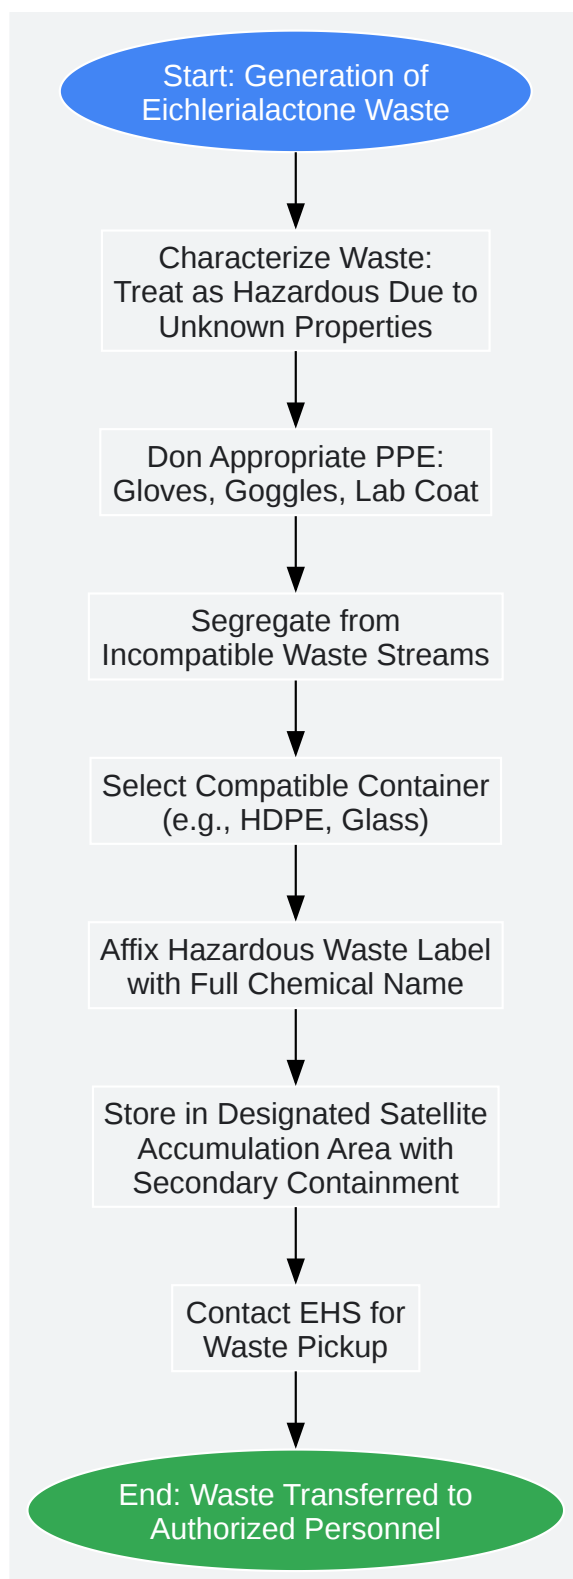 Start: Generation of
Eichlerialactone Waste
Characterize Waste:
Treat as Hazardous Due to
Unknown Properties
Don Appropriate PPE:
Gloves, Goggles, Lab Coat
Segregate from
Incompatible Waste Streams
Select Compatible Container
(e.g., HDPE, Glass)
Affix Hazardous Waste Label
with Full Chemical Name
Store in Designated Satellite
Accumulation Area with
Secondary Containment
Contact EHS for
Waste Pickup
End: Waste Transferred to
Authorized Personnel